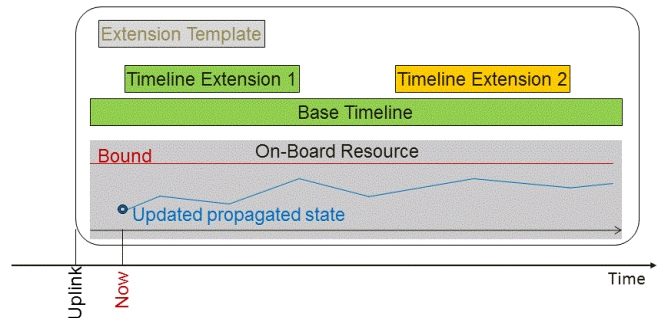 Extension Template
Timeline Extension 1
Timeline Extension 2
Base Timeline
On-Board Resource
Bound
Updated propagated state
Time
Uplink
Now